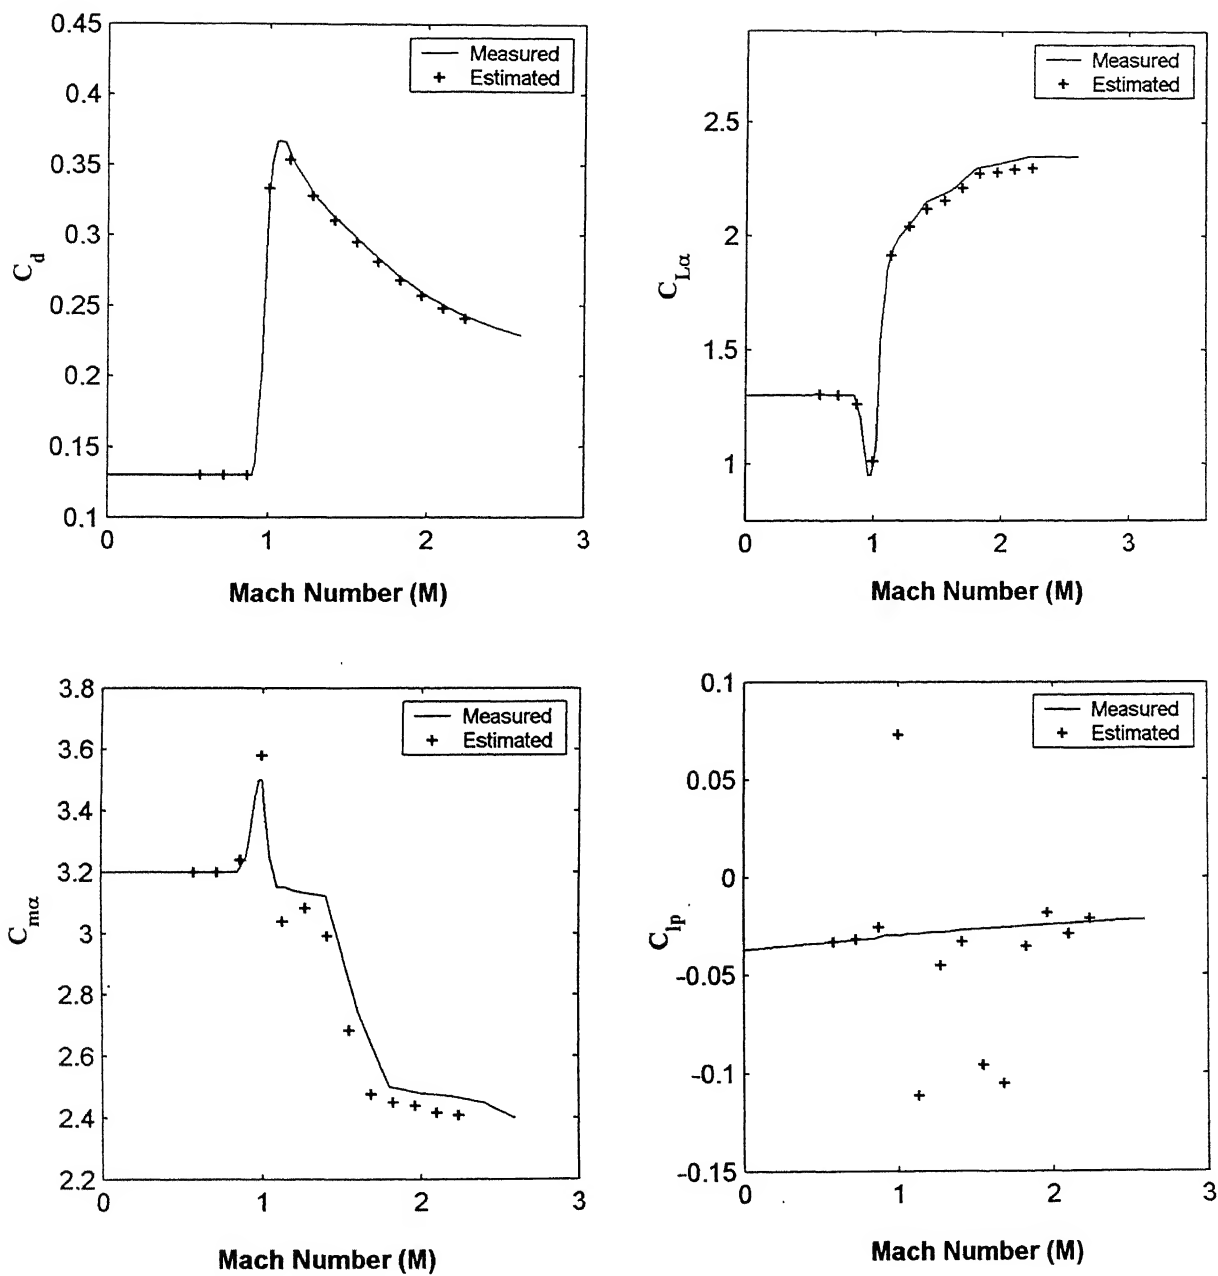 0.45
0.4
0.35
0.3
0.25
0.2
0.15
0.1
C_d
Measured
Estimated
0 1 2 3
Mach Number (M)
2.5
2
1.5
1
C_Lα
Measured
Estimated
0 1 2 3
Mach Number (M)
3.8
3.6
3.4
3.2
3
2.8
2.6
2.4
2.2
C_mα
Measured
Estimated
0 1 2 3
Mach Number (M)
0.1
0.05
0
-0.05
-0.1
-0.15
C_lp
Measured
Estimated
0 1 2 3
Mach Number (M)